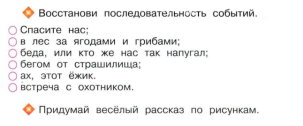 Восстанови последовательность событий.
Спасите нас;
в лес за ягодами и грибами;
беда, или кто же нас так напугал;
бегом от страшилища;
ах, этот ёжик.
встреча с охотником.
Придумай весёлый рассказ по рисункам.